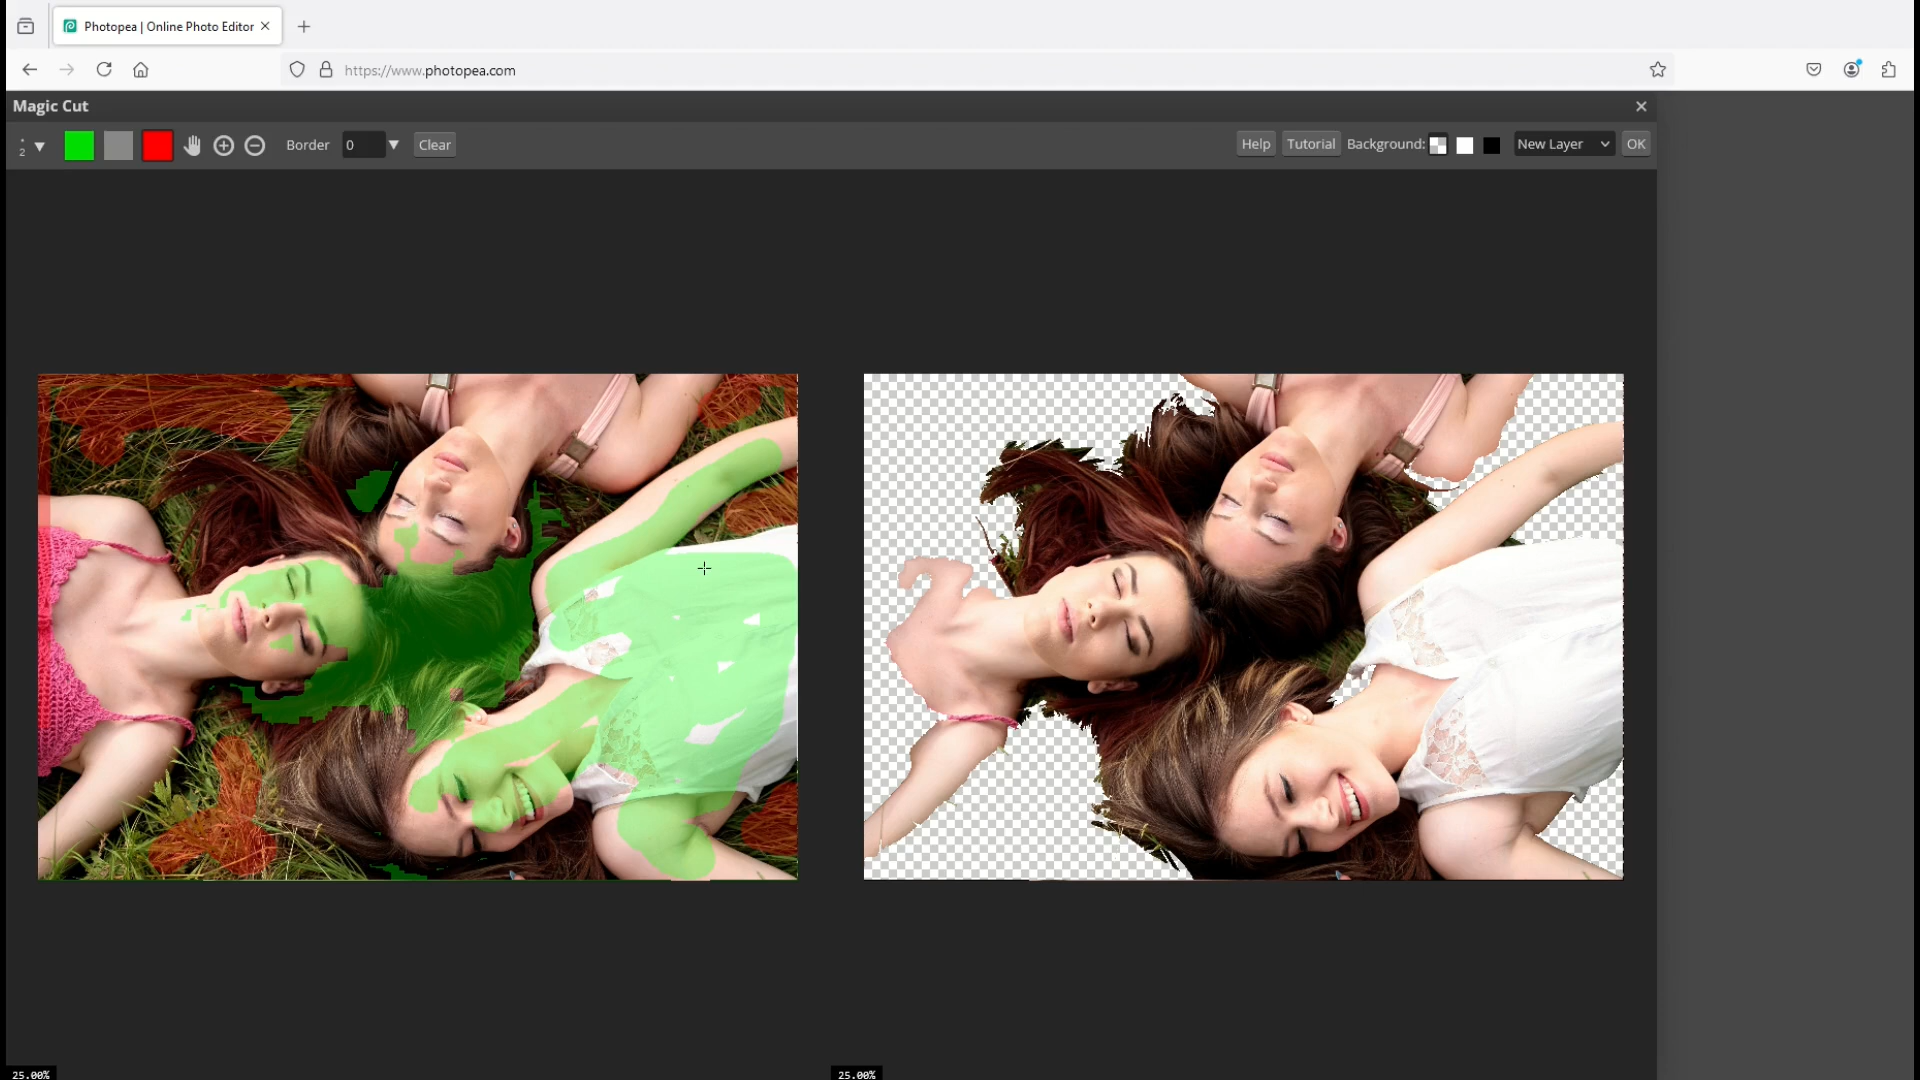 Photopea | Online Photo Editor
https://www.photopea.com
Magic Cut
2
Border 0 Clear
Help Tutorial Background: New Layer OK
25.00% 25.00%